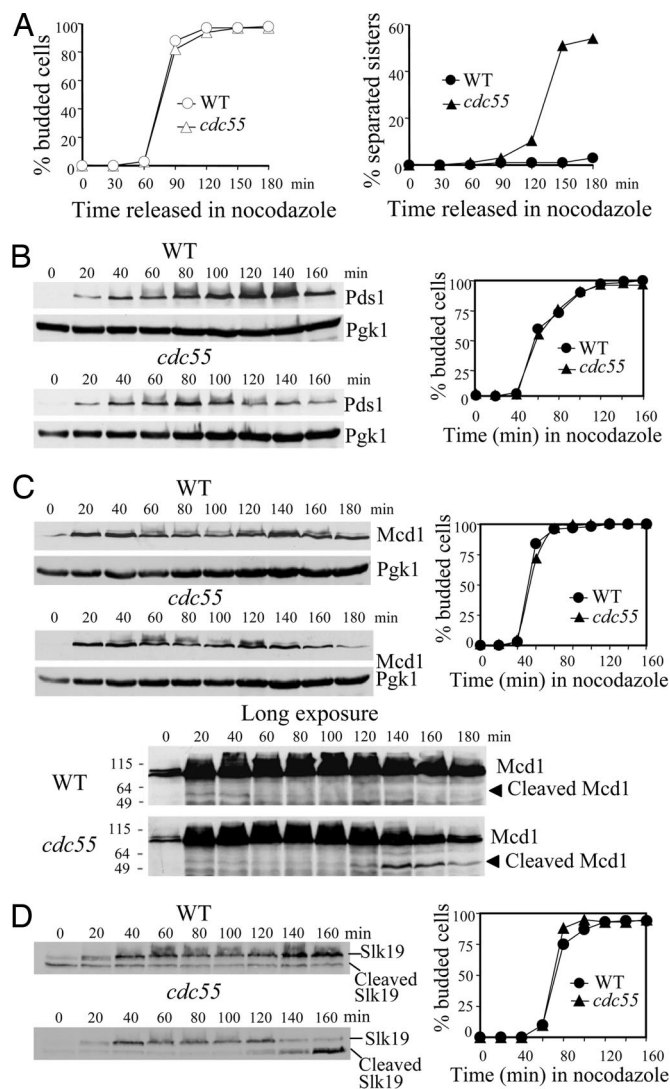 A
% budded cells
100
80
60
40
20
0
WT
cdc55
0 30 60 90 120 150 180 min
Time released in nocodazole
% separated sisters
60
40
20
0
WT
cdc55
0 30 60 90 120 150 180 min
Time released in nocodazole
B
WT
0 20 40 60 80 100 120 140 160 min
Pds1
Pgk1
cdc55
0 20 40 60 80 100 120 140 160 min
Pds1
Pgk1
% budded cells
100
75
50
25
0
WT
cdc55
0 40 80 120 160
Time (min) in nocodazole
C
WT
0 20 40 60 80 100 120 140 160 180 min
Mcd1
Pgk1
cdc55
0 20 40 60 80 100 120 140 160 180 min
Mcd1
Pgk1
% budded cells
100
75
50
25
0
WT
cdc55
0 40 80 120 160
Time (min) in nocodazole
Long exposure
0 20 40 60 80 100 120 140 160 180 min
WT
115 -
64 -
49 -
Mcd1
Cleaved Mcd1
cdc55
115 -
64 -
49 -
Mcd1
Cleaved Mcd1
D
WT
0 20 40 60 80 100 120 140 160 min
Slk19
Cleaved
Slk19
cdc55
0 20 40 60 80 100 120 140 160 min
Slk19
Cleaved
Slk19
% budded cells
100
75
50
25
0
WT
cdc55
0 40 80 120 160
Time (min) in nocodazole